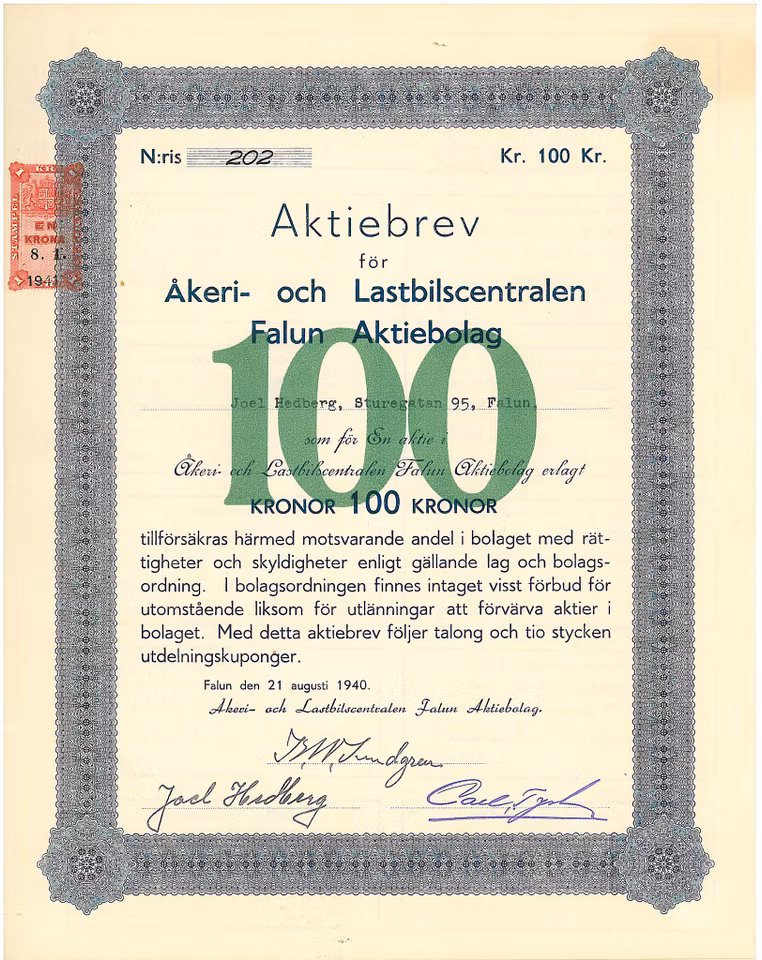 N:ris 202 Kr. 100 Kr.
EN
KRONA
8. 1.
1941
Aktiebrev
för
Åkeri- och Lastbilscentralen
Falun Aktiebolag
100
Joel Hedberg, Sturegatan 95, Falun,
som för En aktie i
Åkeri- och Lastbilscentralen Falun Aktiebolag erlagt
KRONOR 100 KRONOR
tillförsäkras härmed motsvarande andel i bolaget med rät-
tigheter och skyldigheter enligt gällande lag och bolags-
ordning. I bolagsordningen finnes intaget visst förbud för
utomstående liksom för utlänningar att förvärva aktier i
bolaget. Med detta aktiebrev följer talong och tio stycken
utdelningskuponger.
Falun den 21 augusti 1940.
Åkeri- och Lastbilscentralen Falun Aktiebolag.
Joel Hedberg